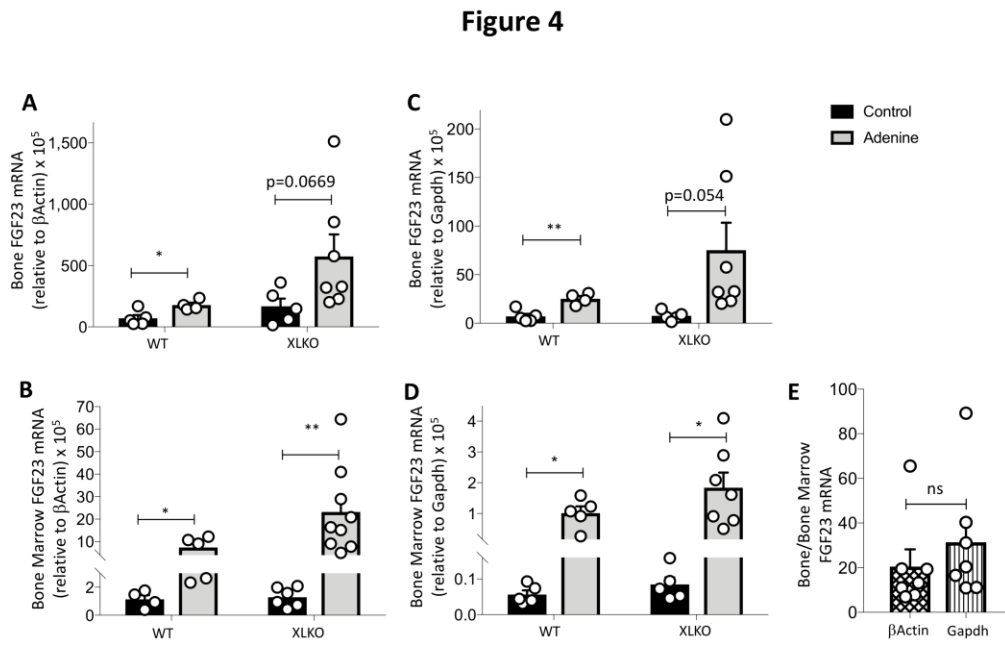 Figure 4
A
Bone FGF23 mRNA
(relative to βActin) x 10⁵
1,500
1,000
500
0
*
p=0.0669
WT
XLKO
C
Bone FGF23 mRNA
(relative to Gapdh) x 10⁵
200
150
100
50
0
**
p=0.054
WT
XLKO
Control
Adenine
B
Bone Marrow FGF23 mRNA
(relative to βActin) x 10⁵
70
60
50
40
30
20
10
2
0
*
**
WT
XLKO
D
Bone Marrow FGF23 mRNA
(relative to Gapdh) x 10⁵
4
3
2
1
0.1
0.0
*
*
WT
XLKO
E
Bone/Bone Marrow
FGF23 mRNA
100
80
60
40
20
0
ns
βActin
Gapdh